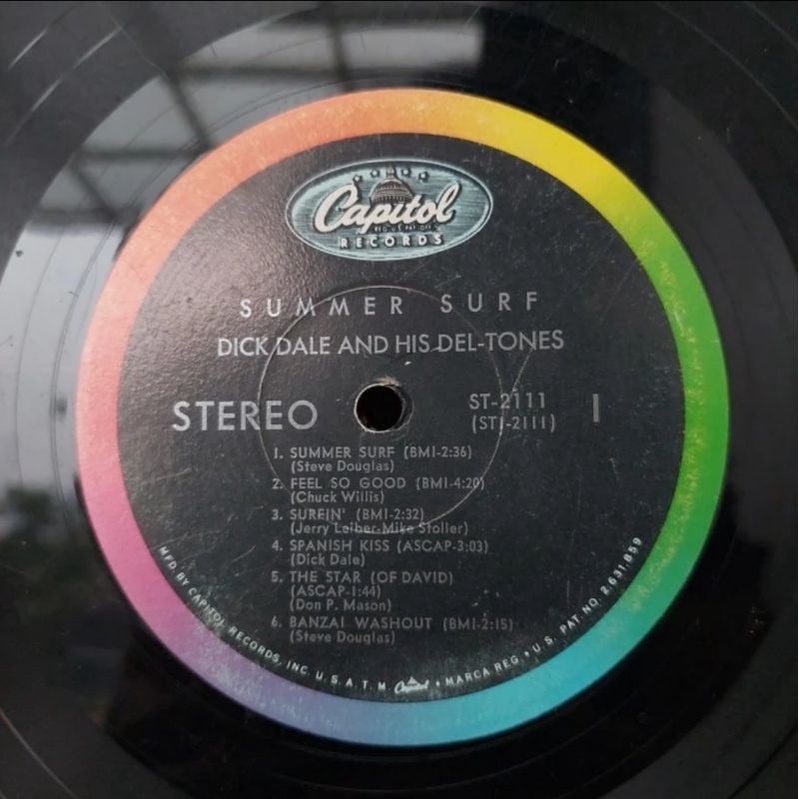 Capitol
RECORDS
SUMMER SURF
DICK DALE AND HIS DEL-TONES
STEREO
ST-2111
(ST1-2111)
1
1. SUMMER SURF (BMI-2:36)
(Steve Douglas)
2. FEEL SO GOOD (BMI-4:20)
(Chuck Willis)
3. SURFIN' (BMI-2:32)
(Jerry Leiber-Mike Stoller)
4. SPANISH KISS (ASCAP-3:03)
(Dick Dale)
5. THE STAR (OF DAVID)
(ASCAP-1:44)
(Don P. Mason)
6. BANZAI WASHOUT (BMI-2:15)
(Steve Douglas)
MFD. BY CAPITOL RECORDS, INC. U. S. A. T. M. Capitol • MARCA REG. • U.S. PAT. NO. 2,631,859